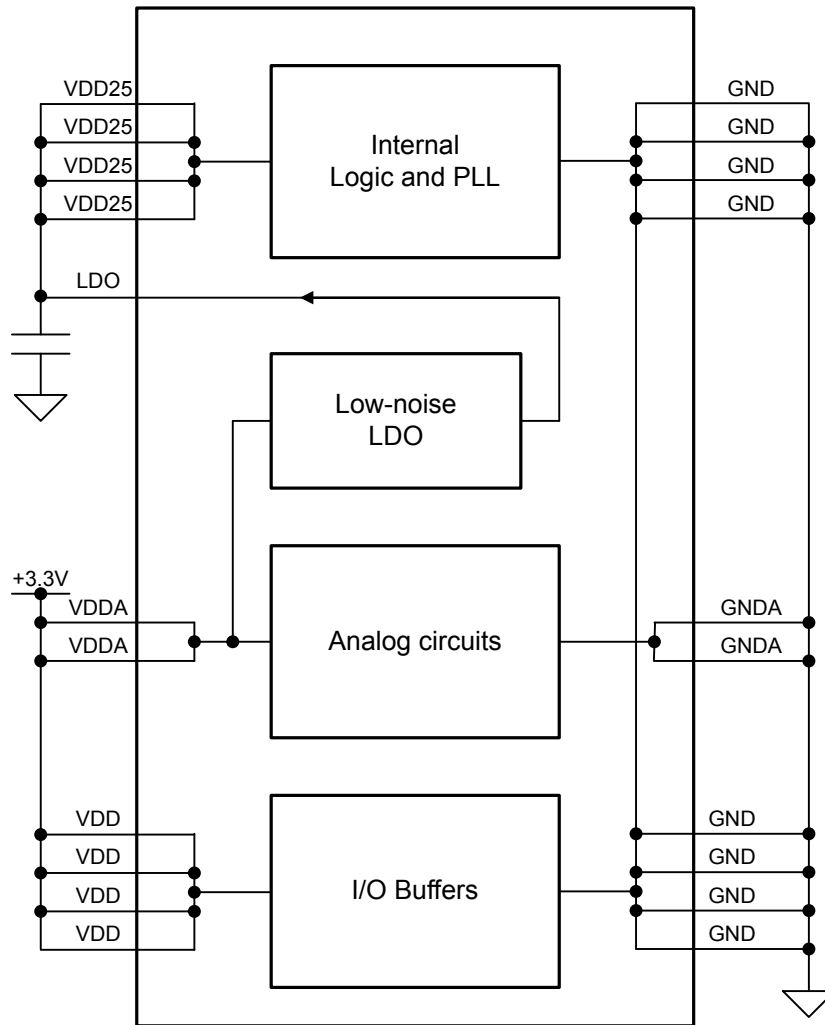 VDD25
VDD25
VDD25
VDD25
Internal
Logic and PLL
GND
GND
GND
GND
LDO
Low-noise
LDO
+3.3V
VDDA
VDDA
Analog circuits
GNDA
GNDA
VDD
VDD
VDD
VDD
I/O Buffers
GND
GND
GND
GND